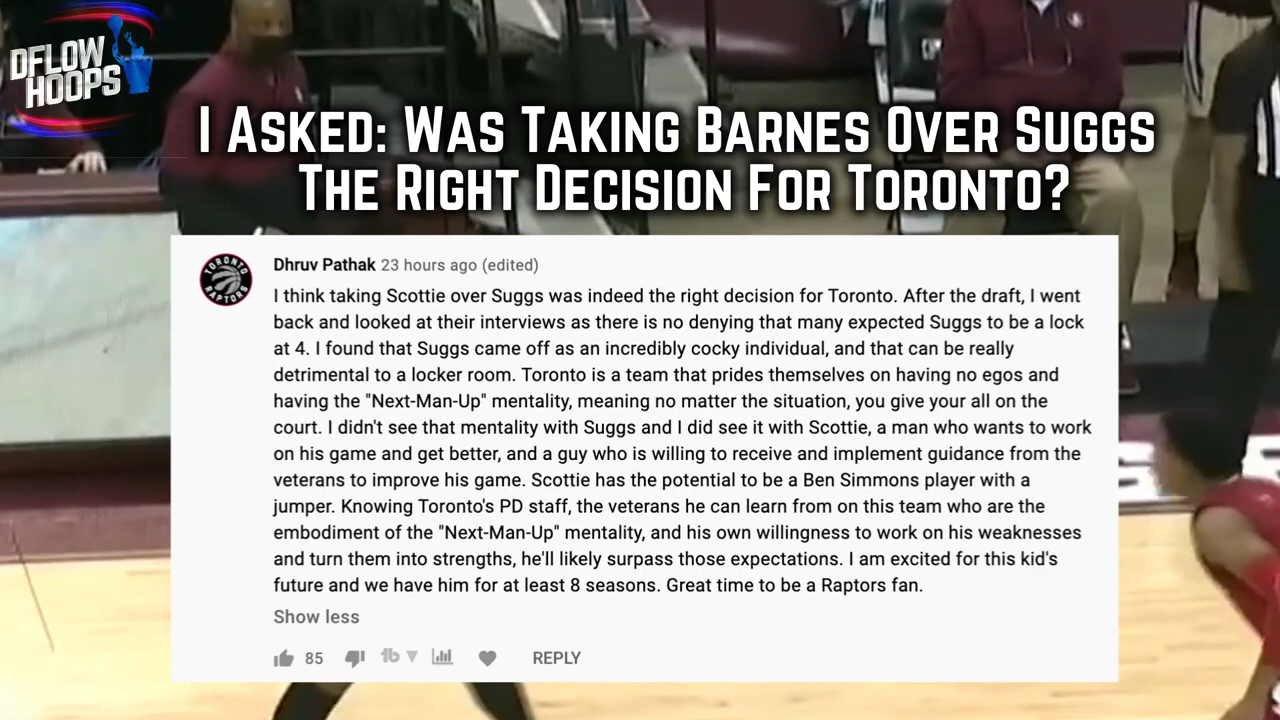 DFLOW
HOOPS
I ASKED: WAS TAKING BARNES OVER SUGGS
THE RIGHT DECISION FOR TORONTO?
TORONTO
RAPTORS
Dhruv Pathak 23 hours ago (edited)
I think taking Scottie over Suggs was indeed the right decision for Toronto. After the draft, I went
back and looked at their interviews as there is no denying that many expected Suggs to be a lock
at 4. I found that Suggs came off as an incredibly cocky individual, and that can be really
detrimental to a locker room. Toronto is a team that prides themselves on having no egos and
having the "Next-Man-Up" mentality, meaning no matter the situation, you give your all on the
court. I didn't see that mentality with Suggs and I did see it with Scottie, a man who wants to work
on his game and get better, and a guy who is willing to receive and implement guidance from the
veterans to improve his game. Scottie has the potential to be a Ben Simmons player with a
jumper. Knowing Toronto's PD staff, the veterans he can learn from on this team who are the
embodiment of the "Next-Man-Up" mentality, and his own willingness to work on his weaknesses
and turn them into strengths, he'll likely surpass those expectations. I am excited for this kid's
future and we have him for at least 8 seasons. Great time to be a Raptors fan.
Show less
85 tb REPLY